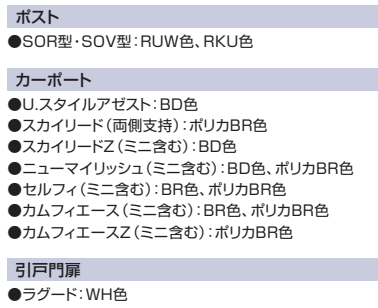 ポスト
●SOR型・SOV型：RUW色、RKU色
カーポート
●U.スタイルアゼスト：BD色
●スカイリード（両側支持）：ポリカBR色
●スカイリードZ（ミニ含む）：BD色
●ニューマイリッシュ（ミニ含む）：BD色、ポリカBR色
●セルフィ（ミニ含む）：BR色、ポリカBR色
●カムフィエース（ミニ含む）：BR色、ポリカBR色
●カムフィエースZ（ミニ含む）：ポリカBR色
引戸門扉
●ラグード：WH色